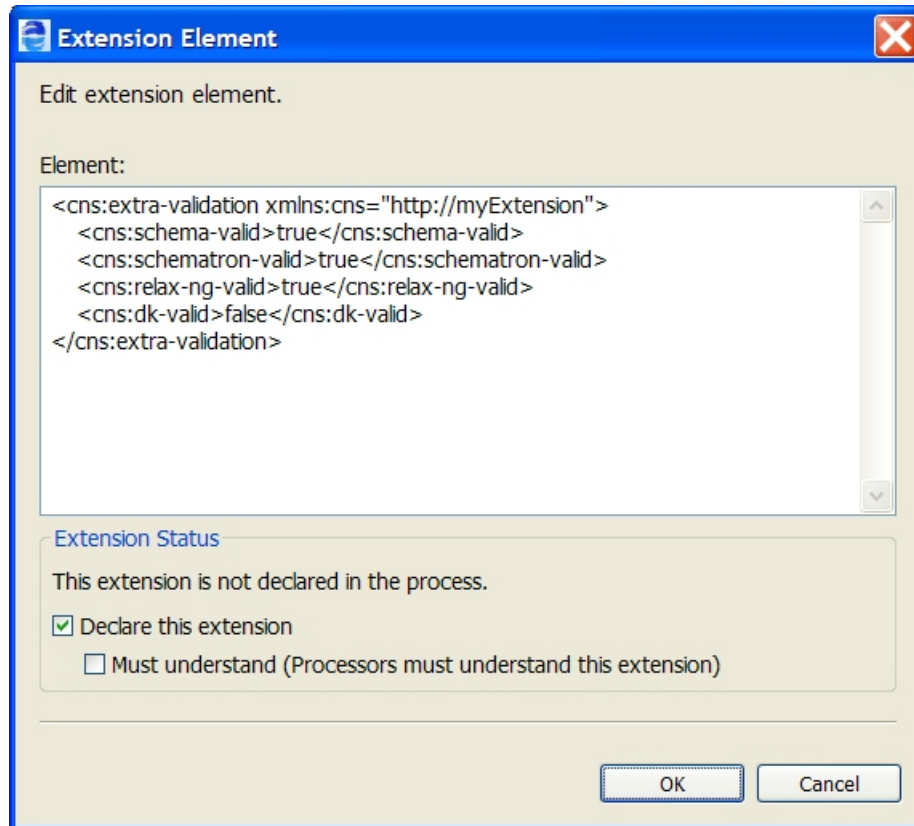 Extension Element
Edit extension element.
Element:
<cns:extra-validation xmlns:cns="http://myExtension">
<cns:schema-valid>true</cns:schema-valid>
<cns:schematron-valid>true</cns:schematron-valid>
<cns:relax-ng-valid>true</cns:relax-ng-valid>
<cns:dk-valid>false</cns:dk-valid>
</cns:extra-validation>
Extension Status
This extension is not declared in the process.
Declare this extension
Must understand (Processors must understand this extension)
OK Cancel